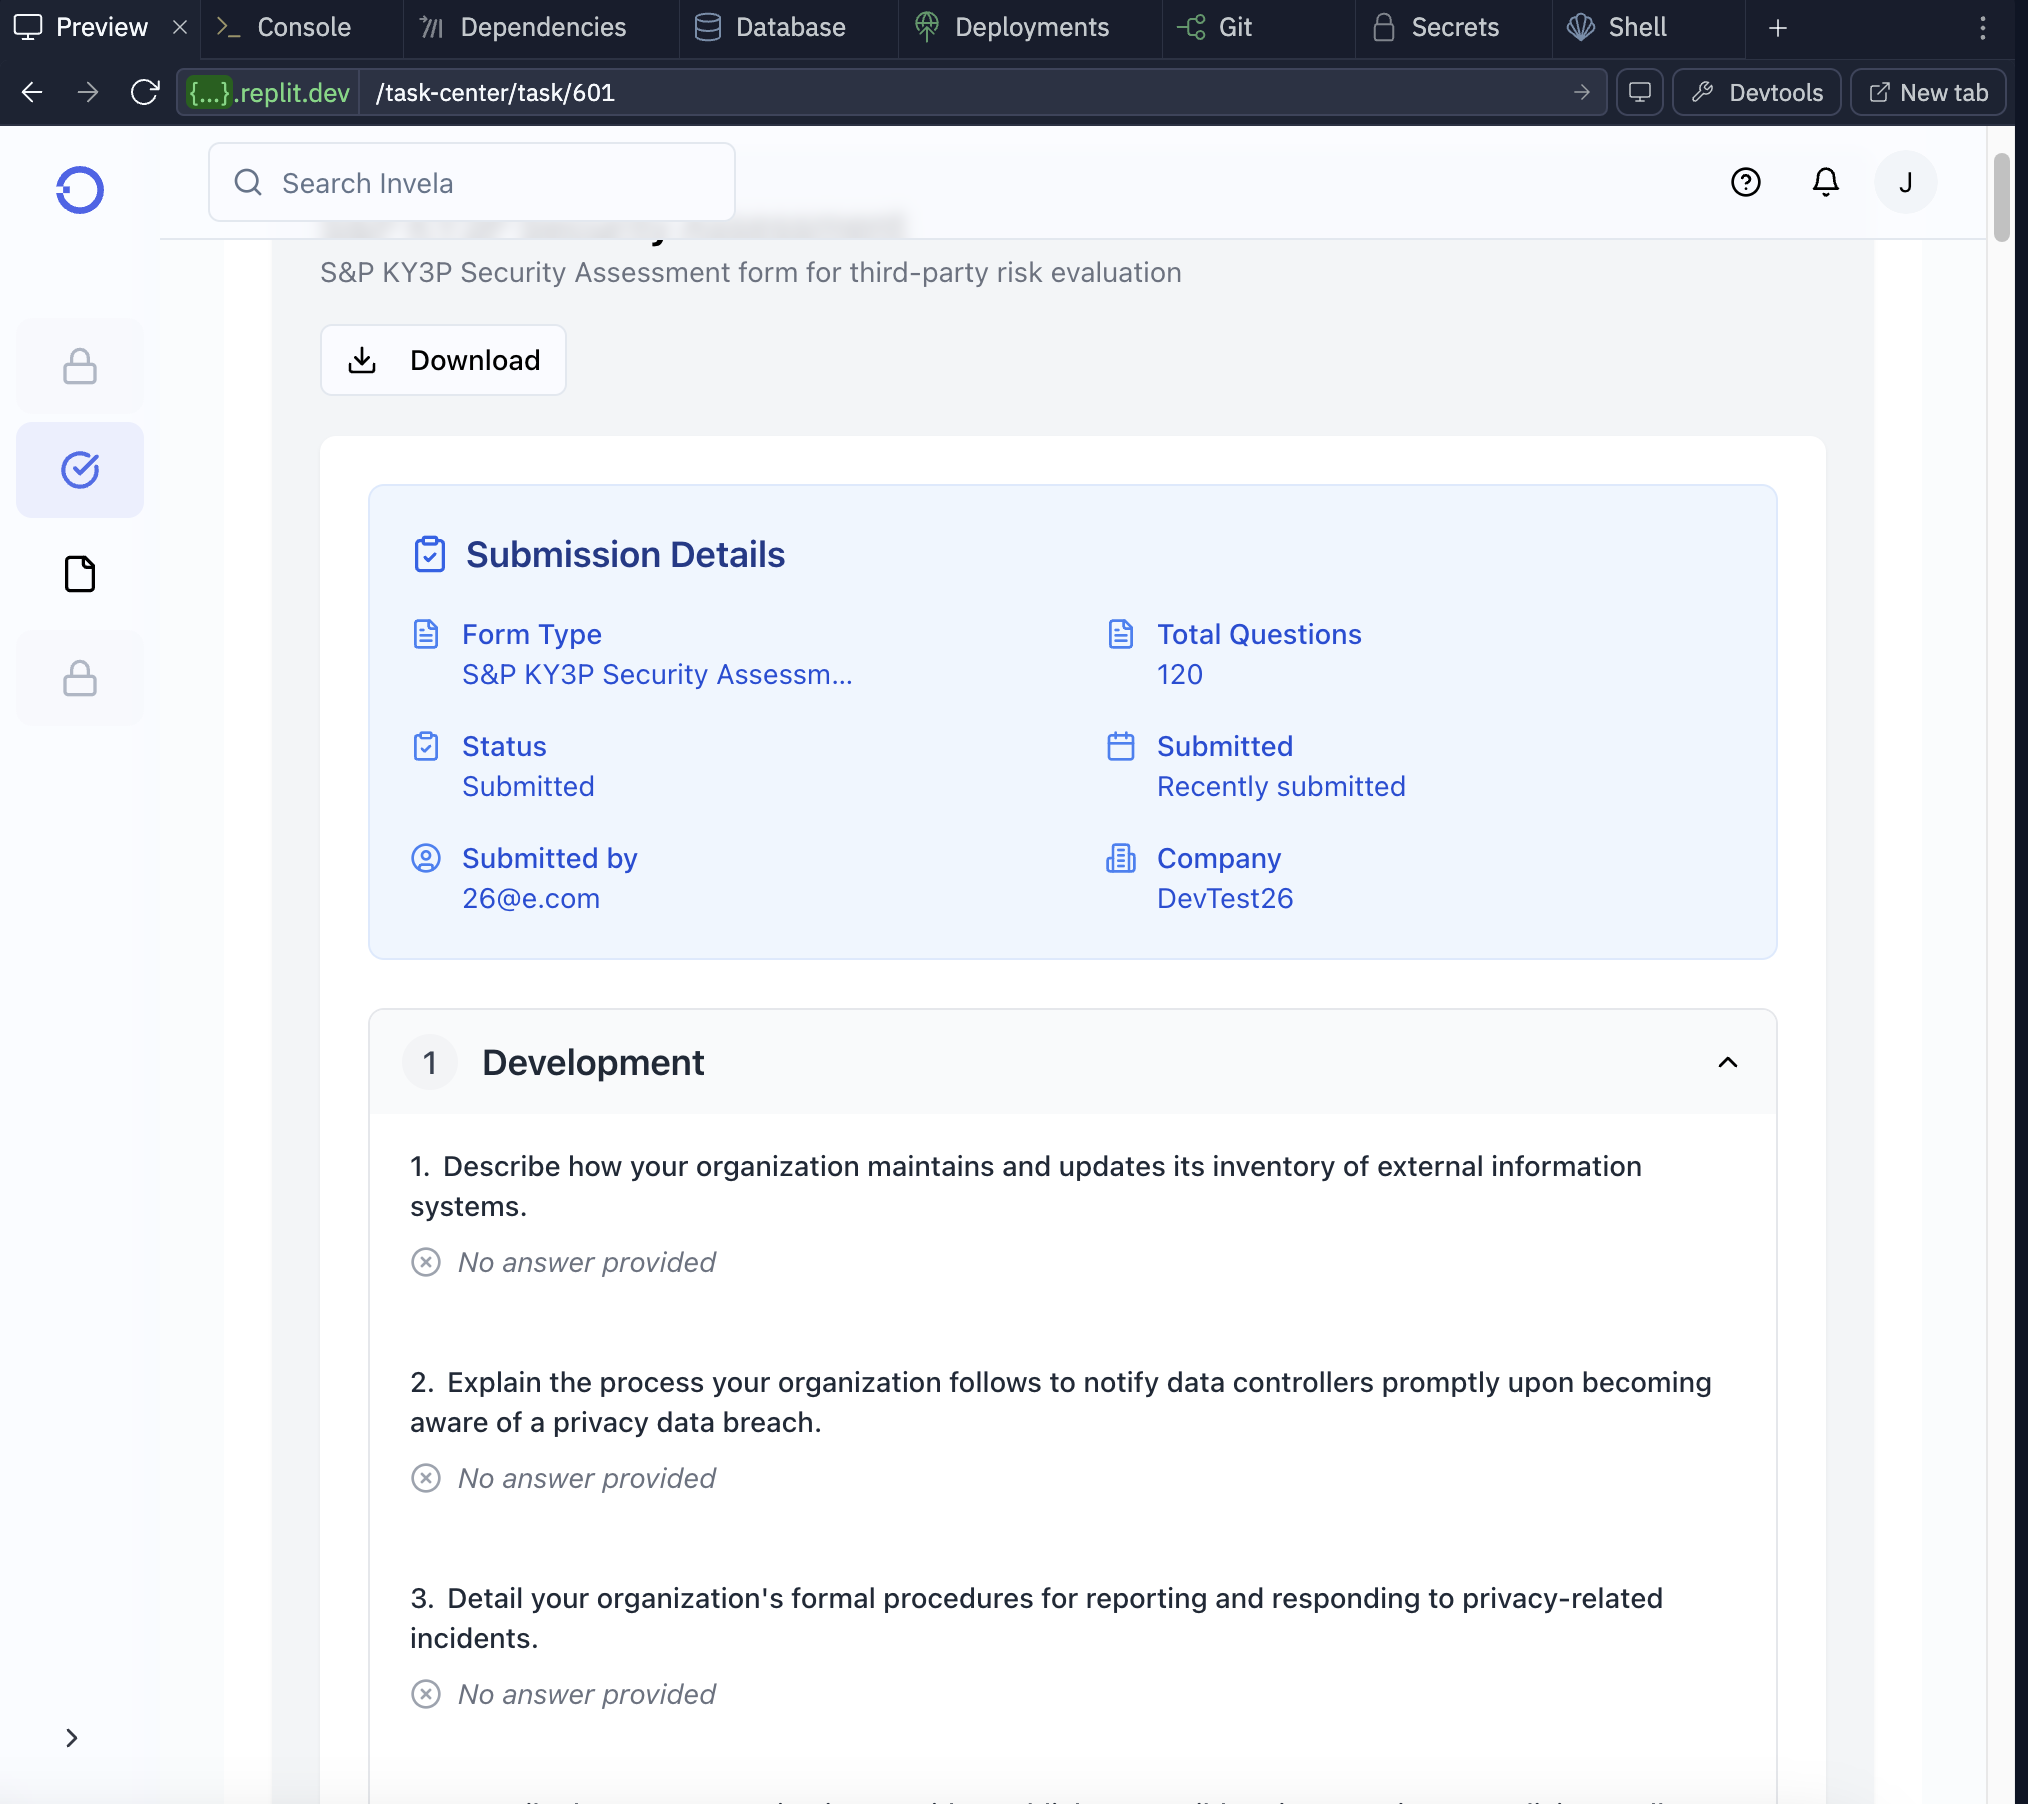 Preview
Console
Dependencies
Database
Deployments
Git
Secrets
Shell
{...}.replit.dev
/task-center/task/601
Devtools
New tab
Search Invela
J
S&P KY3P Security Assessment form for third-party risk evaluation
Download
Submission Details
Form Type
S&P KY3P Security Assessm...
Total Questions
120
Status
Submitted
Submitted
Recently submitted
Submitted by
26@e.com
Company
DevTest26
1 Development
1. Describe how your organization maintains and updates its inventory of external information
systems.
No answer provided
2. Explain the process your organization follows to notify data controllers promptly upon becoming
aware of a privacy data breach.
No answer provided
3. Detail your organization's formal procedures for reporting and responding to privacy-related
incidents.
No answer provided